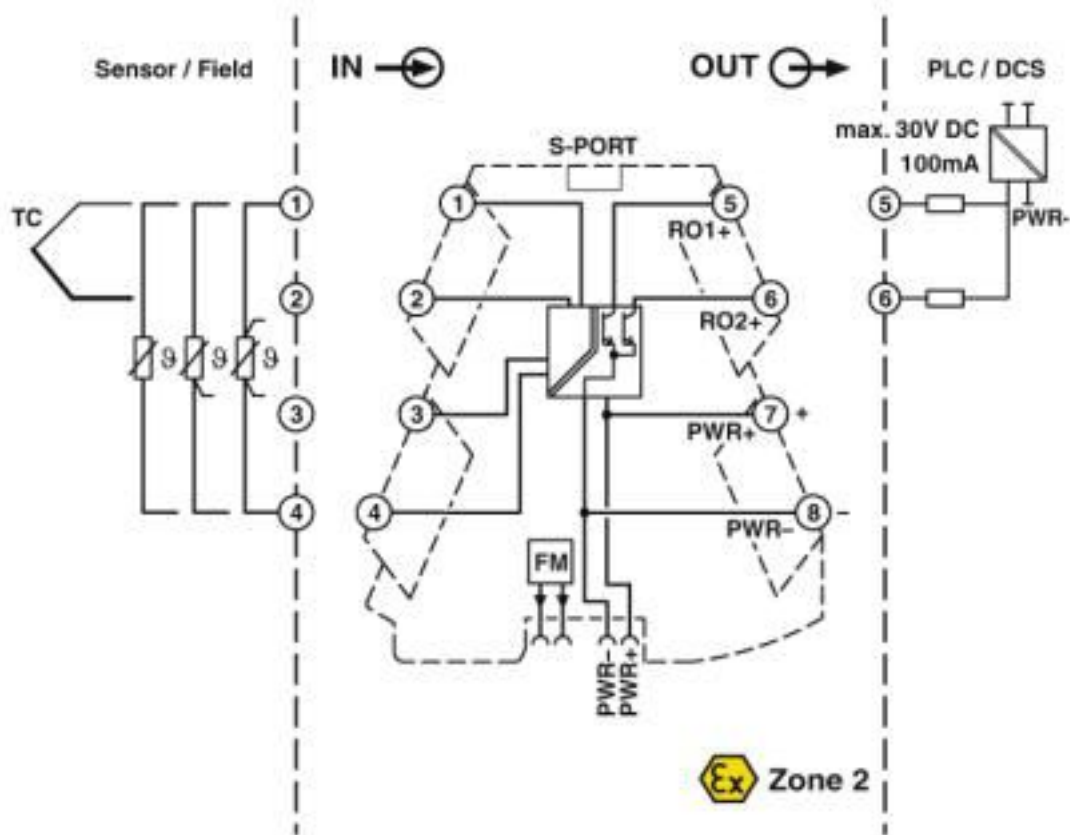 Sensor / Field
IN
OUT
PLC / DCS
max. 30V DC
100mA
S-PORT
TC
1
1
5
5
RO1+
PWR-
2
2
6
6
RO2+
ϑ
ϑ
ϑ
3
3
7
+
PWR+
4
4
8
–
PWR–
FM
PWR–
PWR+
Ex
Zone 2